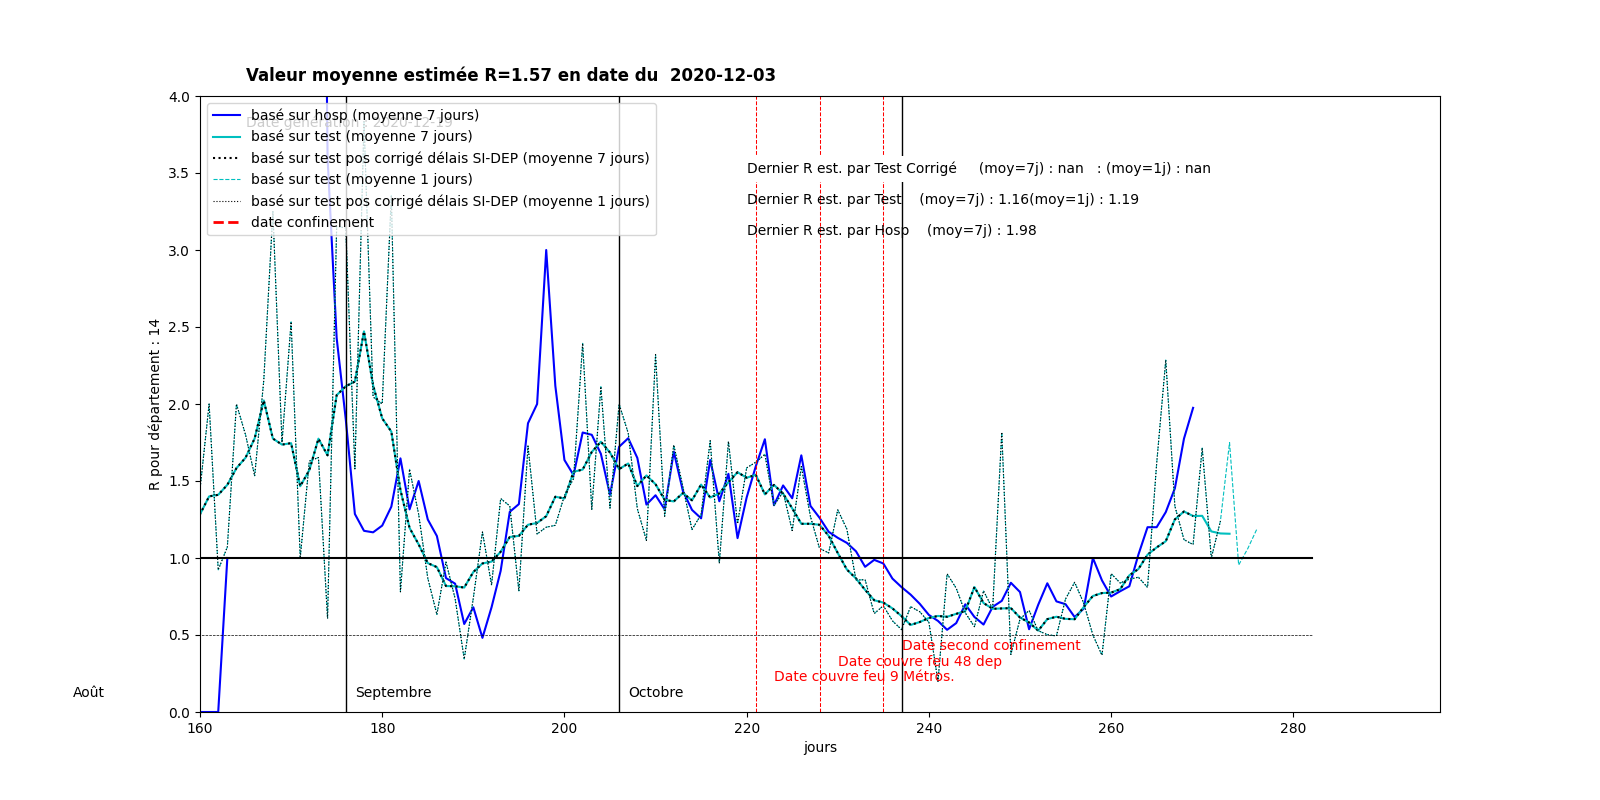 Valeur moyenne estimée R=1.57 en date du  2020-12-03
basé sur hosp (moyenne 7 jours)
basé sur test (moyenne 7 jours)
basé sur test pos corrigé délais SI-DEP (moyenne 7 jours)
basé sur test (moyenne 1 jours)
basé sur test pos corrigé délais SI-DEP (moyenne 1 jours)
date confinement
Dernier R est. par Test Corrigé     (moy=7j) : nan   : (moy=1j) : nan
Dernier R est. par Test    (moy=7j) : 1.16(moy=1j) : 1.19
Dernier R est. par Hosp    (moy=7j) : 1.98
4.0
3.5
3.0
2.5
2.0
1.5
1.0
0.5
0.0
R pour département : 14
Date second confinement
Date couvre feu 48 dep
Date couvre feu 9 Métros.
Août
Septembre
Octobre
160
180
200
220
240
260
280
jours